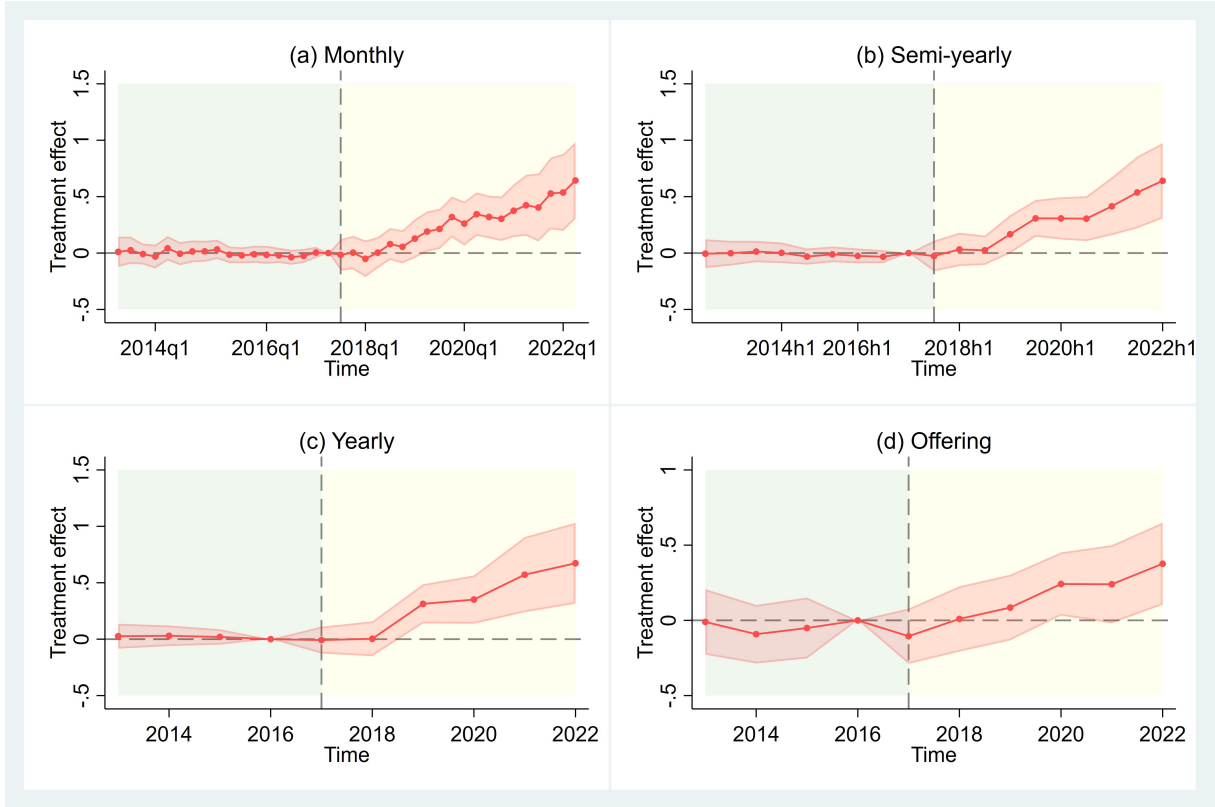 (a) Monthly
Treatment effect
1.5
1
.5
0
-.5
2014q1 2016q1 2018q1 2020q1 2022q1
Time
(b) Semi-yearly
Treatment effect
1.5
1
.5
0
-.5
2014h1 2016h1 2018h1 2020h1 2022h1
Time
(c) Yearly
Treatment effect
1.5
1
.5
0
-.5
2014 2016 2018 2020 2022
Time
(d) Offering
Treatment effect
1
.5
0
-.5
2014 2016 2018 2020 2022
Time